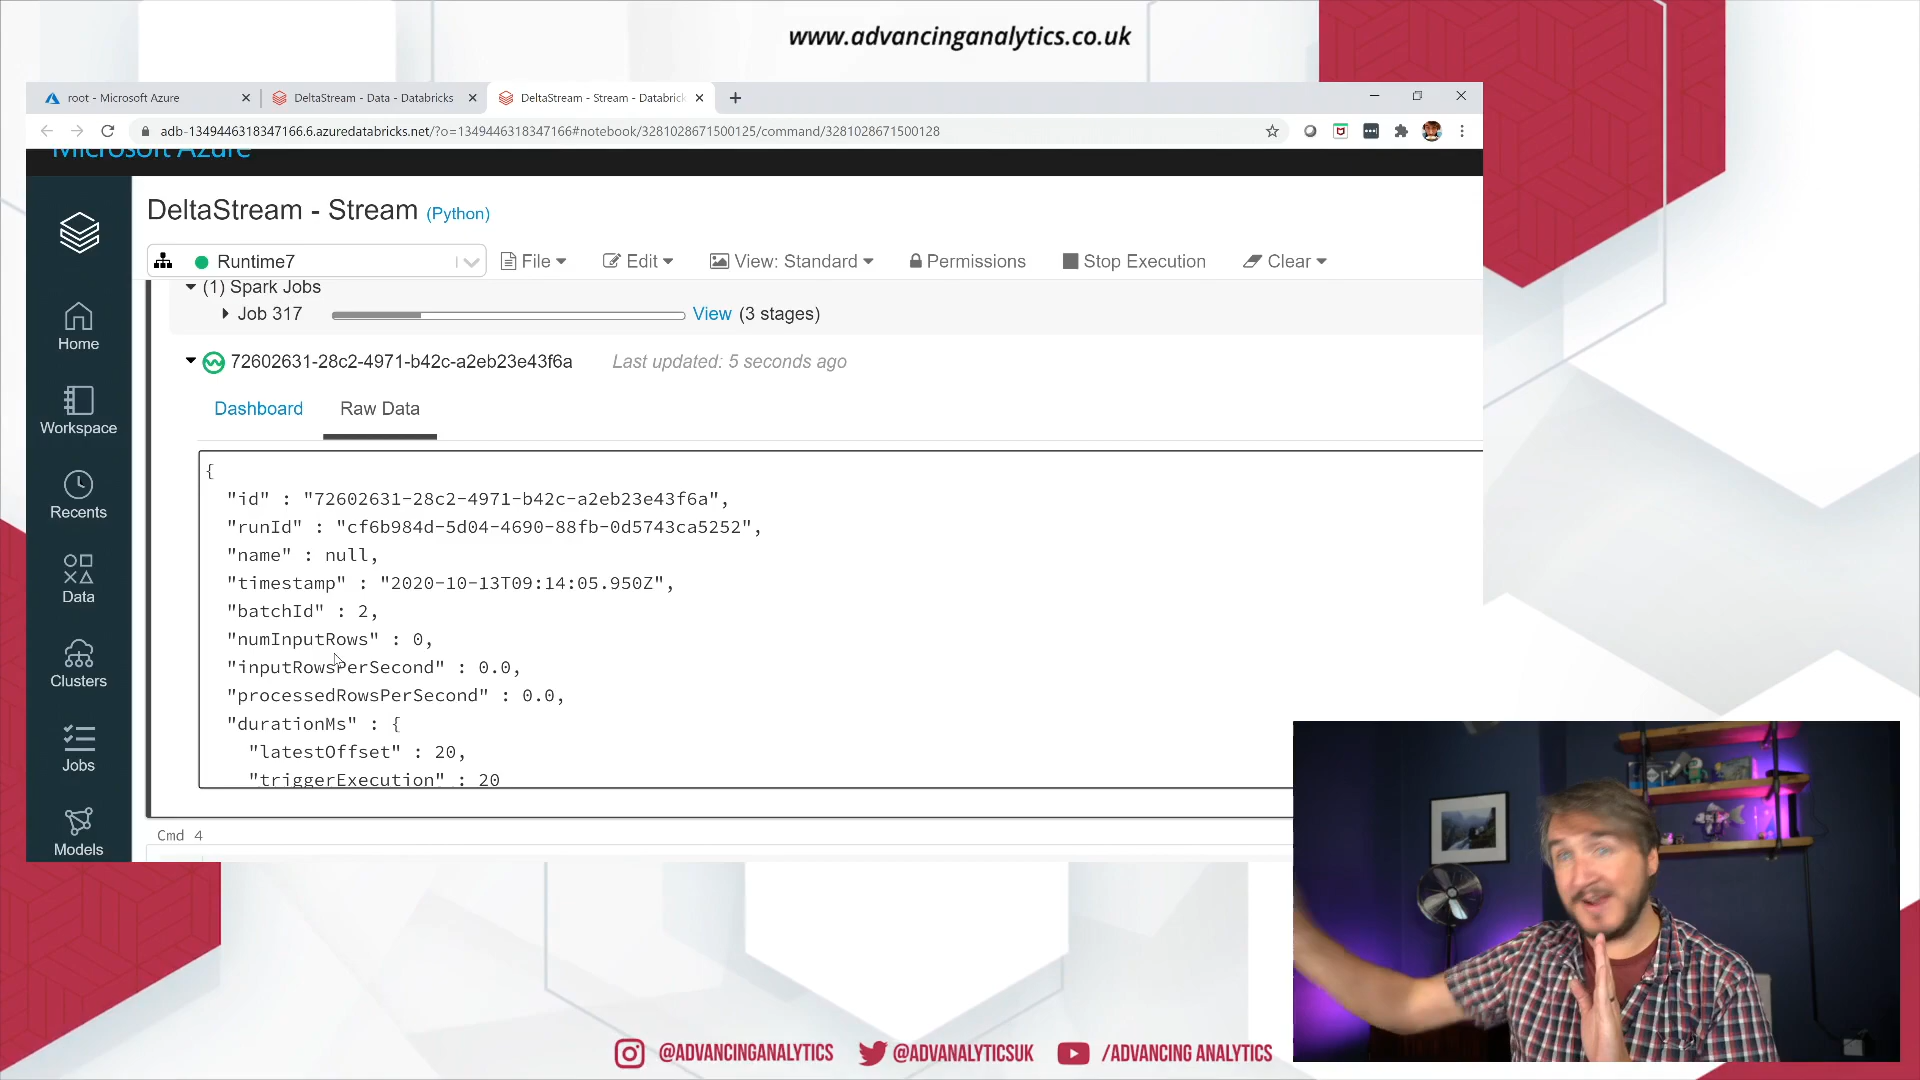 www.advancinganalytics.co.uk
root - Microsoft Azure
DeltaStream - Data - Databricks
DeltaStream - Stream - Databric
adb-1349446318347166.6.azuredatabricks.net/?o=1349446318347166#notebook/3281028671500125/command/3281028671500128
Microsoft Azure
DeltaStream - Stream (Python)
Runtime7
File
Edit
View: Standard
Permissions
Stop Execution
Clear
(1) Spark Jobs
Job 317 View (3 stages)
72602631-28c2-4971-b42c-a2eb23e43f6a Last updated: 5 seconds ago
Dashboard Raw Data
{
"id" : "72602631-28c2-4971-b42c-a2eb23e43f6a",
"runId" : "cf6b984d-5d04-4690-88fb-0d5743ca5252",
"name" : null,
"timestamp" : "2020-10-13T09:14:05.950Z",
"batchId" : 2,
"numInputRows" : 0,
"inputRowsPerSecond" : 0.0,
"processedRowsPerSecond" : 0.0,
"durationMs" : {
"latestOffset" : 20,
"triggerExecution" : 20
Cmd 4
Home
Workspace
Recents
Data
Clusters
Jobs
Models
@ADVANCINGANALYTICS
@ADVANALYTICSUK
/ADVANCING ANALYTICS